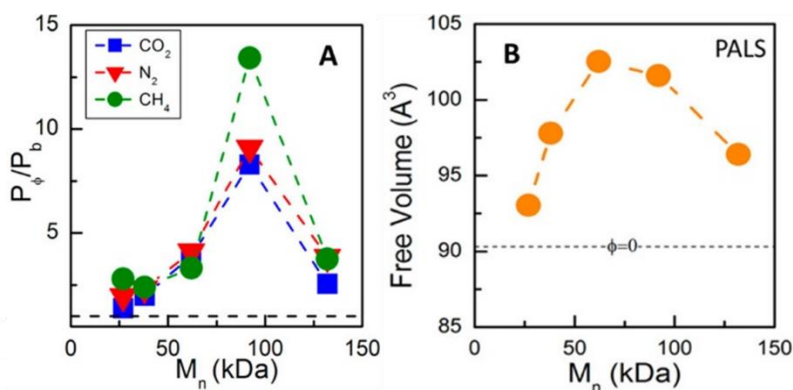 A
CO₂
N₂
CH₄
15
10
5
Pϕ/Pb
0 50 100 150
Mn (kDa)
B
PALS
105
100
95
90
85
Free Volume (A³)
ϕ=0
0 50 100 150
Mn (kDa)